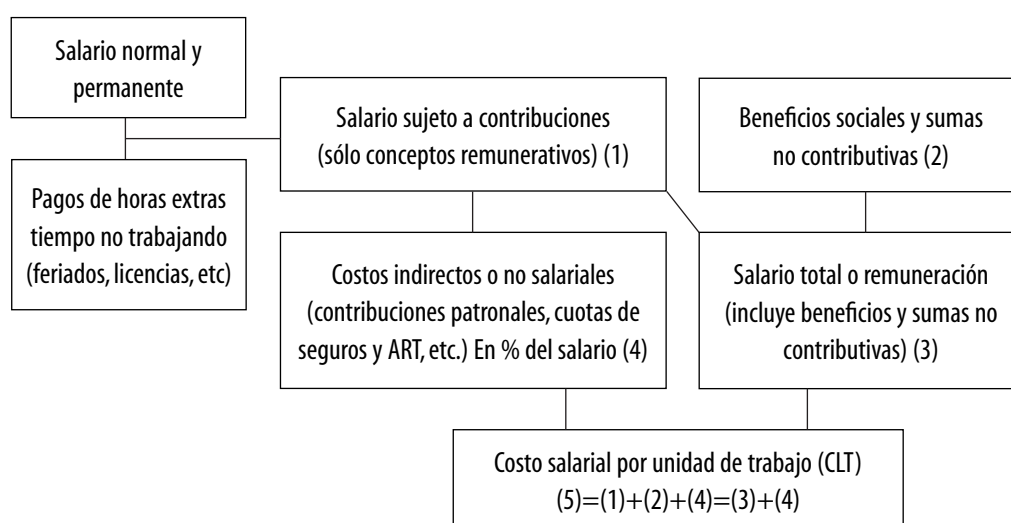 Salario normal y
permanente
Salario sujeto a contribuciones
(sólo conceptos remunerativos) (1)
Beneficios sociales y sumas
no contributivas (2)
Pagos de horas extras
tiempo no trabajando
(feriados, licencias, etc)
Costos indirectos o no salariales
(contribuciones patronales, cuotas de
seguros y ART, etc.) En % del salario (4)
Salario total o remuneración
(incluye beneficios y sumas no
contributivas) (3)
Costo salarial por unidad de trabajo (CLT)
(5)=(1)+(2)+(4)=(3)+(4)